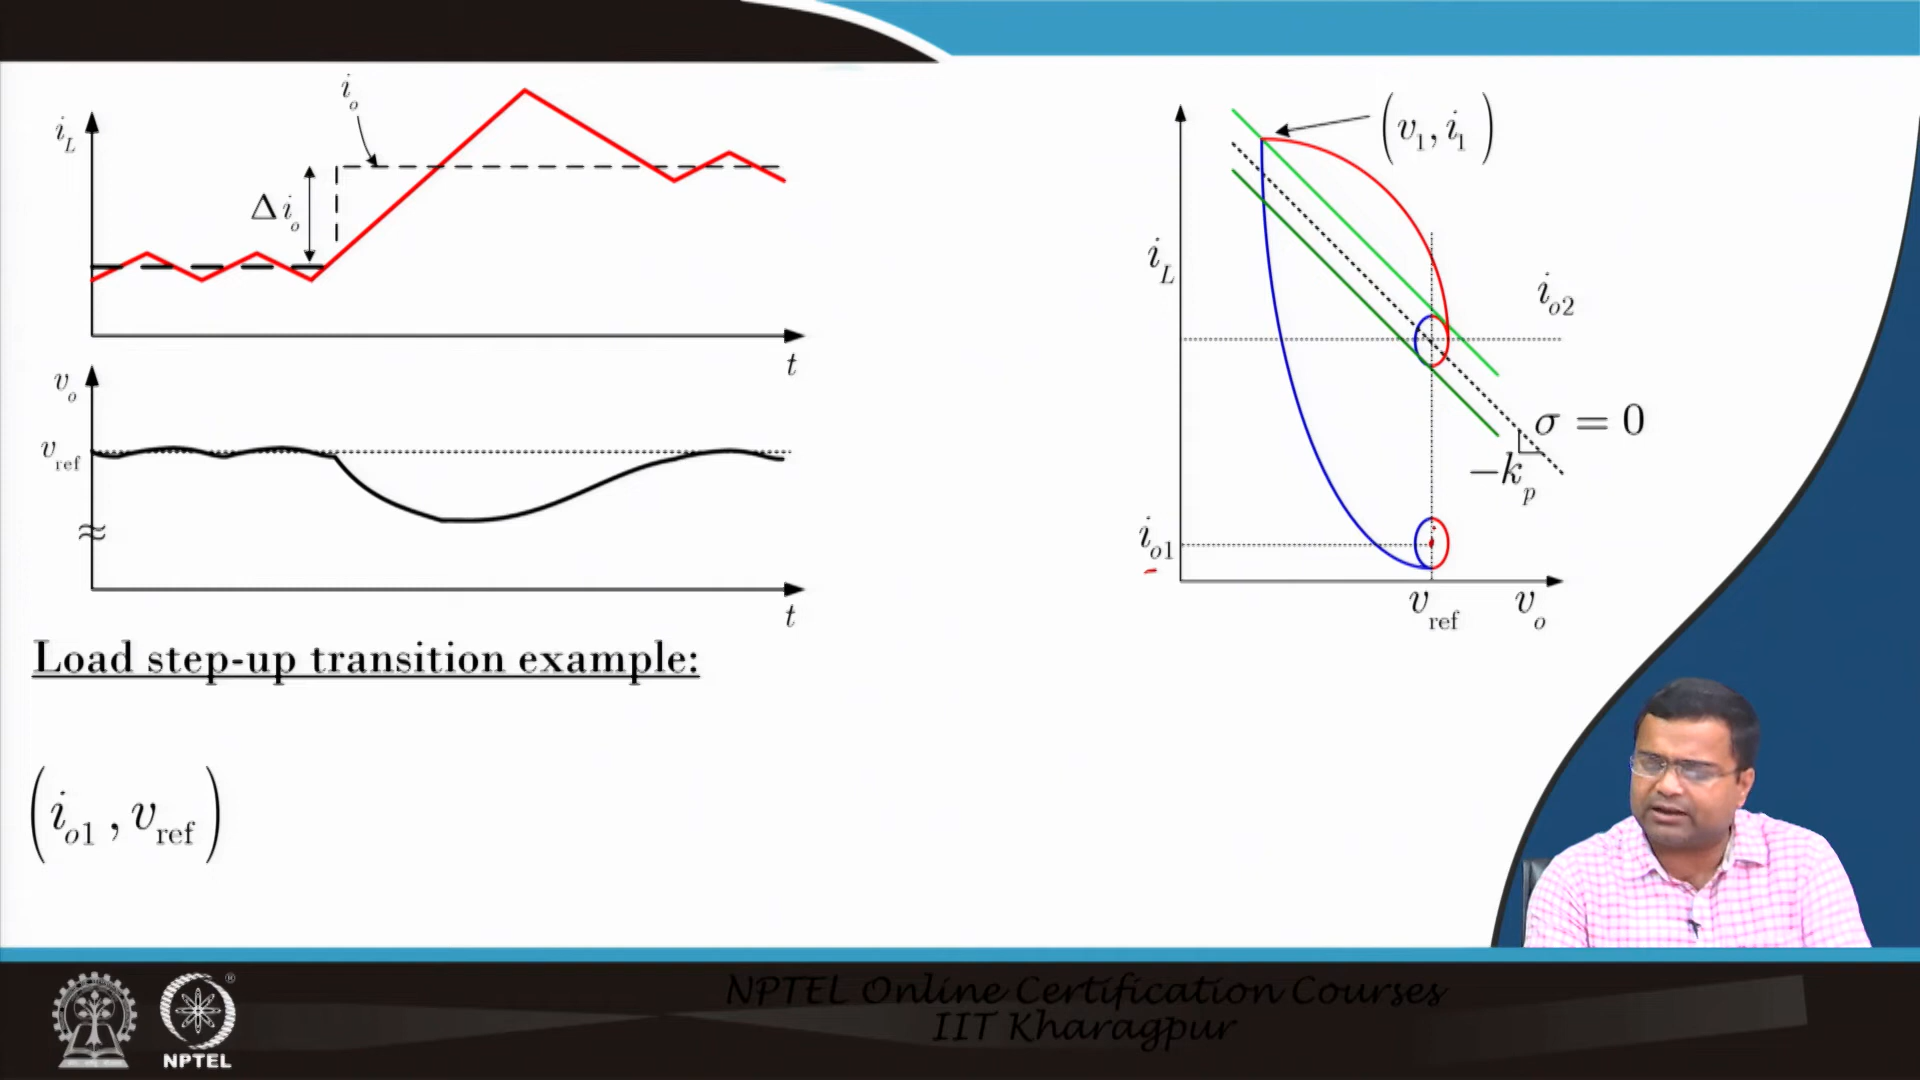 i_o
i_L
Δ i_o
t
v_o
v_ref
≈
t
(v_1, i_1)
i_L
i_o2
σ = 0
−k_p
i_o1
v_ref
v_o
Load step-up transition example:
(i_o1 , v_ref)
NPTEL Online Certification Courses
IIT Kharagpur
®
NPTEL